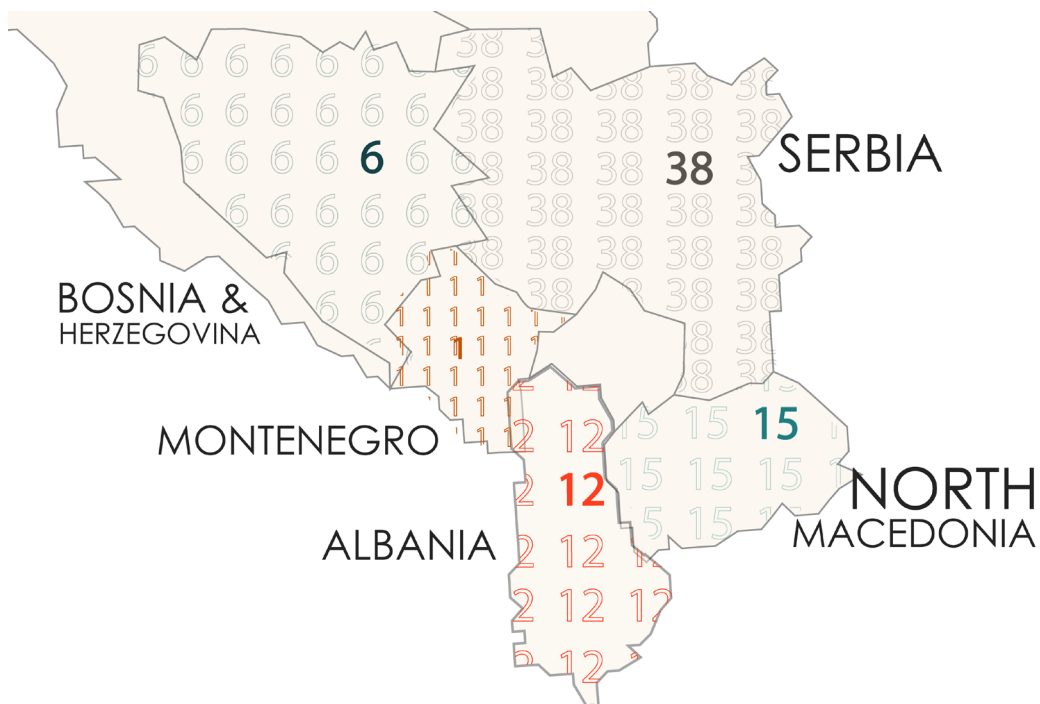 6
38
SERBIA
BOSNIA &
HERZEGOVINA
1
15
MONTENEGRO
12
NORTH
MACEDONIA
ALBANIA